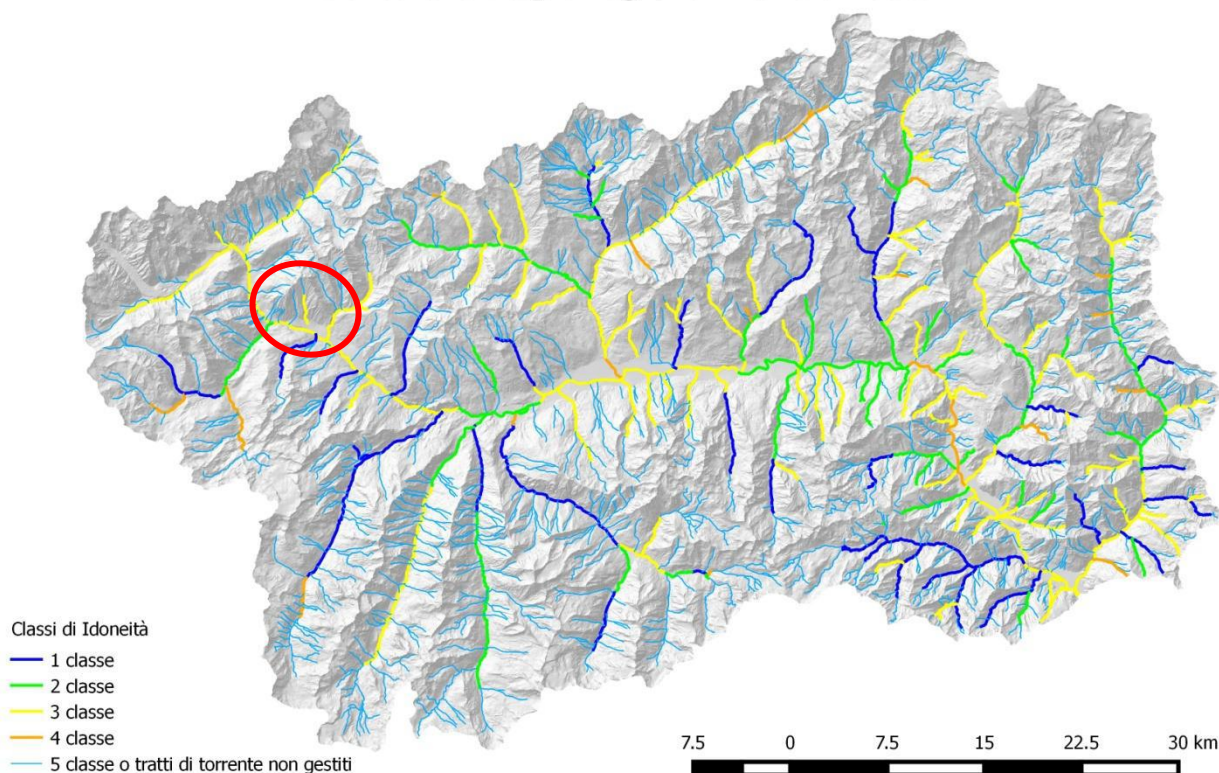 Classi di Idoneità
1 classe
2 classe
3 classe
4 classe
5 classe o tratti di torrente non gestiti
7.5 0 7.5 15 22.5 30 km